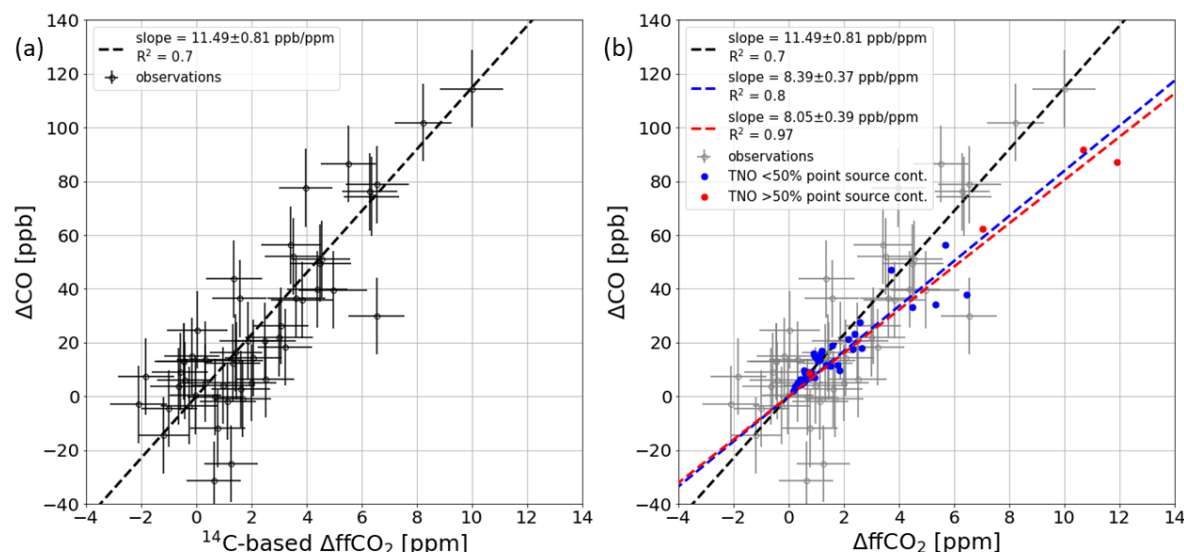 (a)
slope = 11.49±0.81 ppb/ppm
R² = 0.7
observations
140
120
100
80
60
40
20
0
−20
−40
ΔCO [ppb]
−4 −2 0 2 4 6 8 10 12 14
¹⁴C-based ΔffCO₂ [ppm]
(b)
slope = 11.49±0.81 ppb/ppm
R² = 0.7
slope = 8.39±0.37 ppb/ppm
R² = 0.8
slope = 8.05±0.39 ppb/ppm
R² = 0.97
observations
TNO <50% point source cont.
TNO >50% point source cont.
140
120
100
80
60
40
20
0
−20
−40
ΔCO [ppb]
−4 −2 0 2 4 6 8 10 12 14
ΔffCO₂ [ppm]